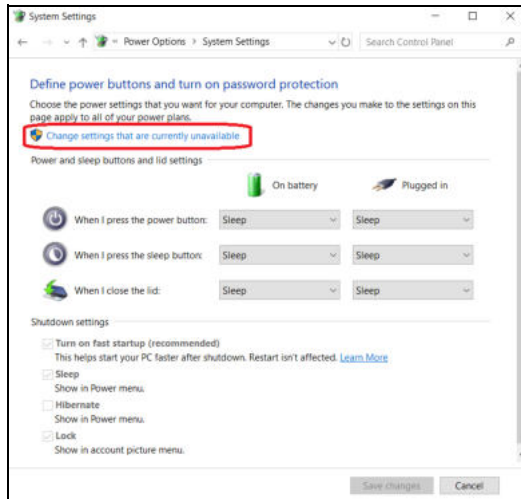 System Settings
Power Options > System Settings
Search Control Panel
Define power buttons and turn on password protection
Choose the power settings that you want for your computer. The changes you make to the settings on this
page apply to all of your power plans.
Change settings that are currently unavailable
Power and sleep buttons and lid settings
On battery Plugged in
When I press the power button: Sleep Sleep
When I press the sleep button: Sleep Sleep
When I close the lid: Sleep Sleep
Shutdown settings
Turn on fast startup (recommended)
This helps start your PC faster after shutdown. Restart isn't affected. Learn More
Sleep
Show in Power menu.
Hibernate
Show in Power menu.
Lock
Show in account picture menu.
Save changes Cancel